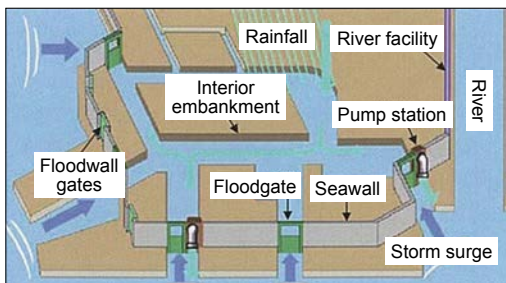 Rainfall
River facility
Interior
embankment
River
Pump station
Floodwall
gates
Floodgate
Seawall
Storm surge